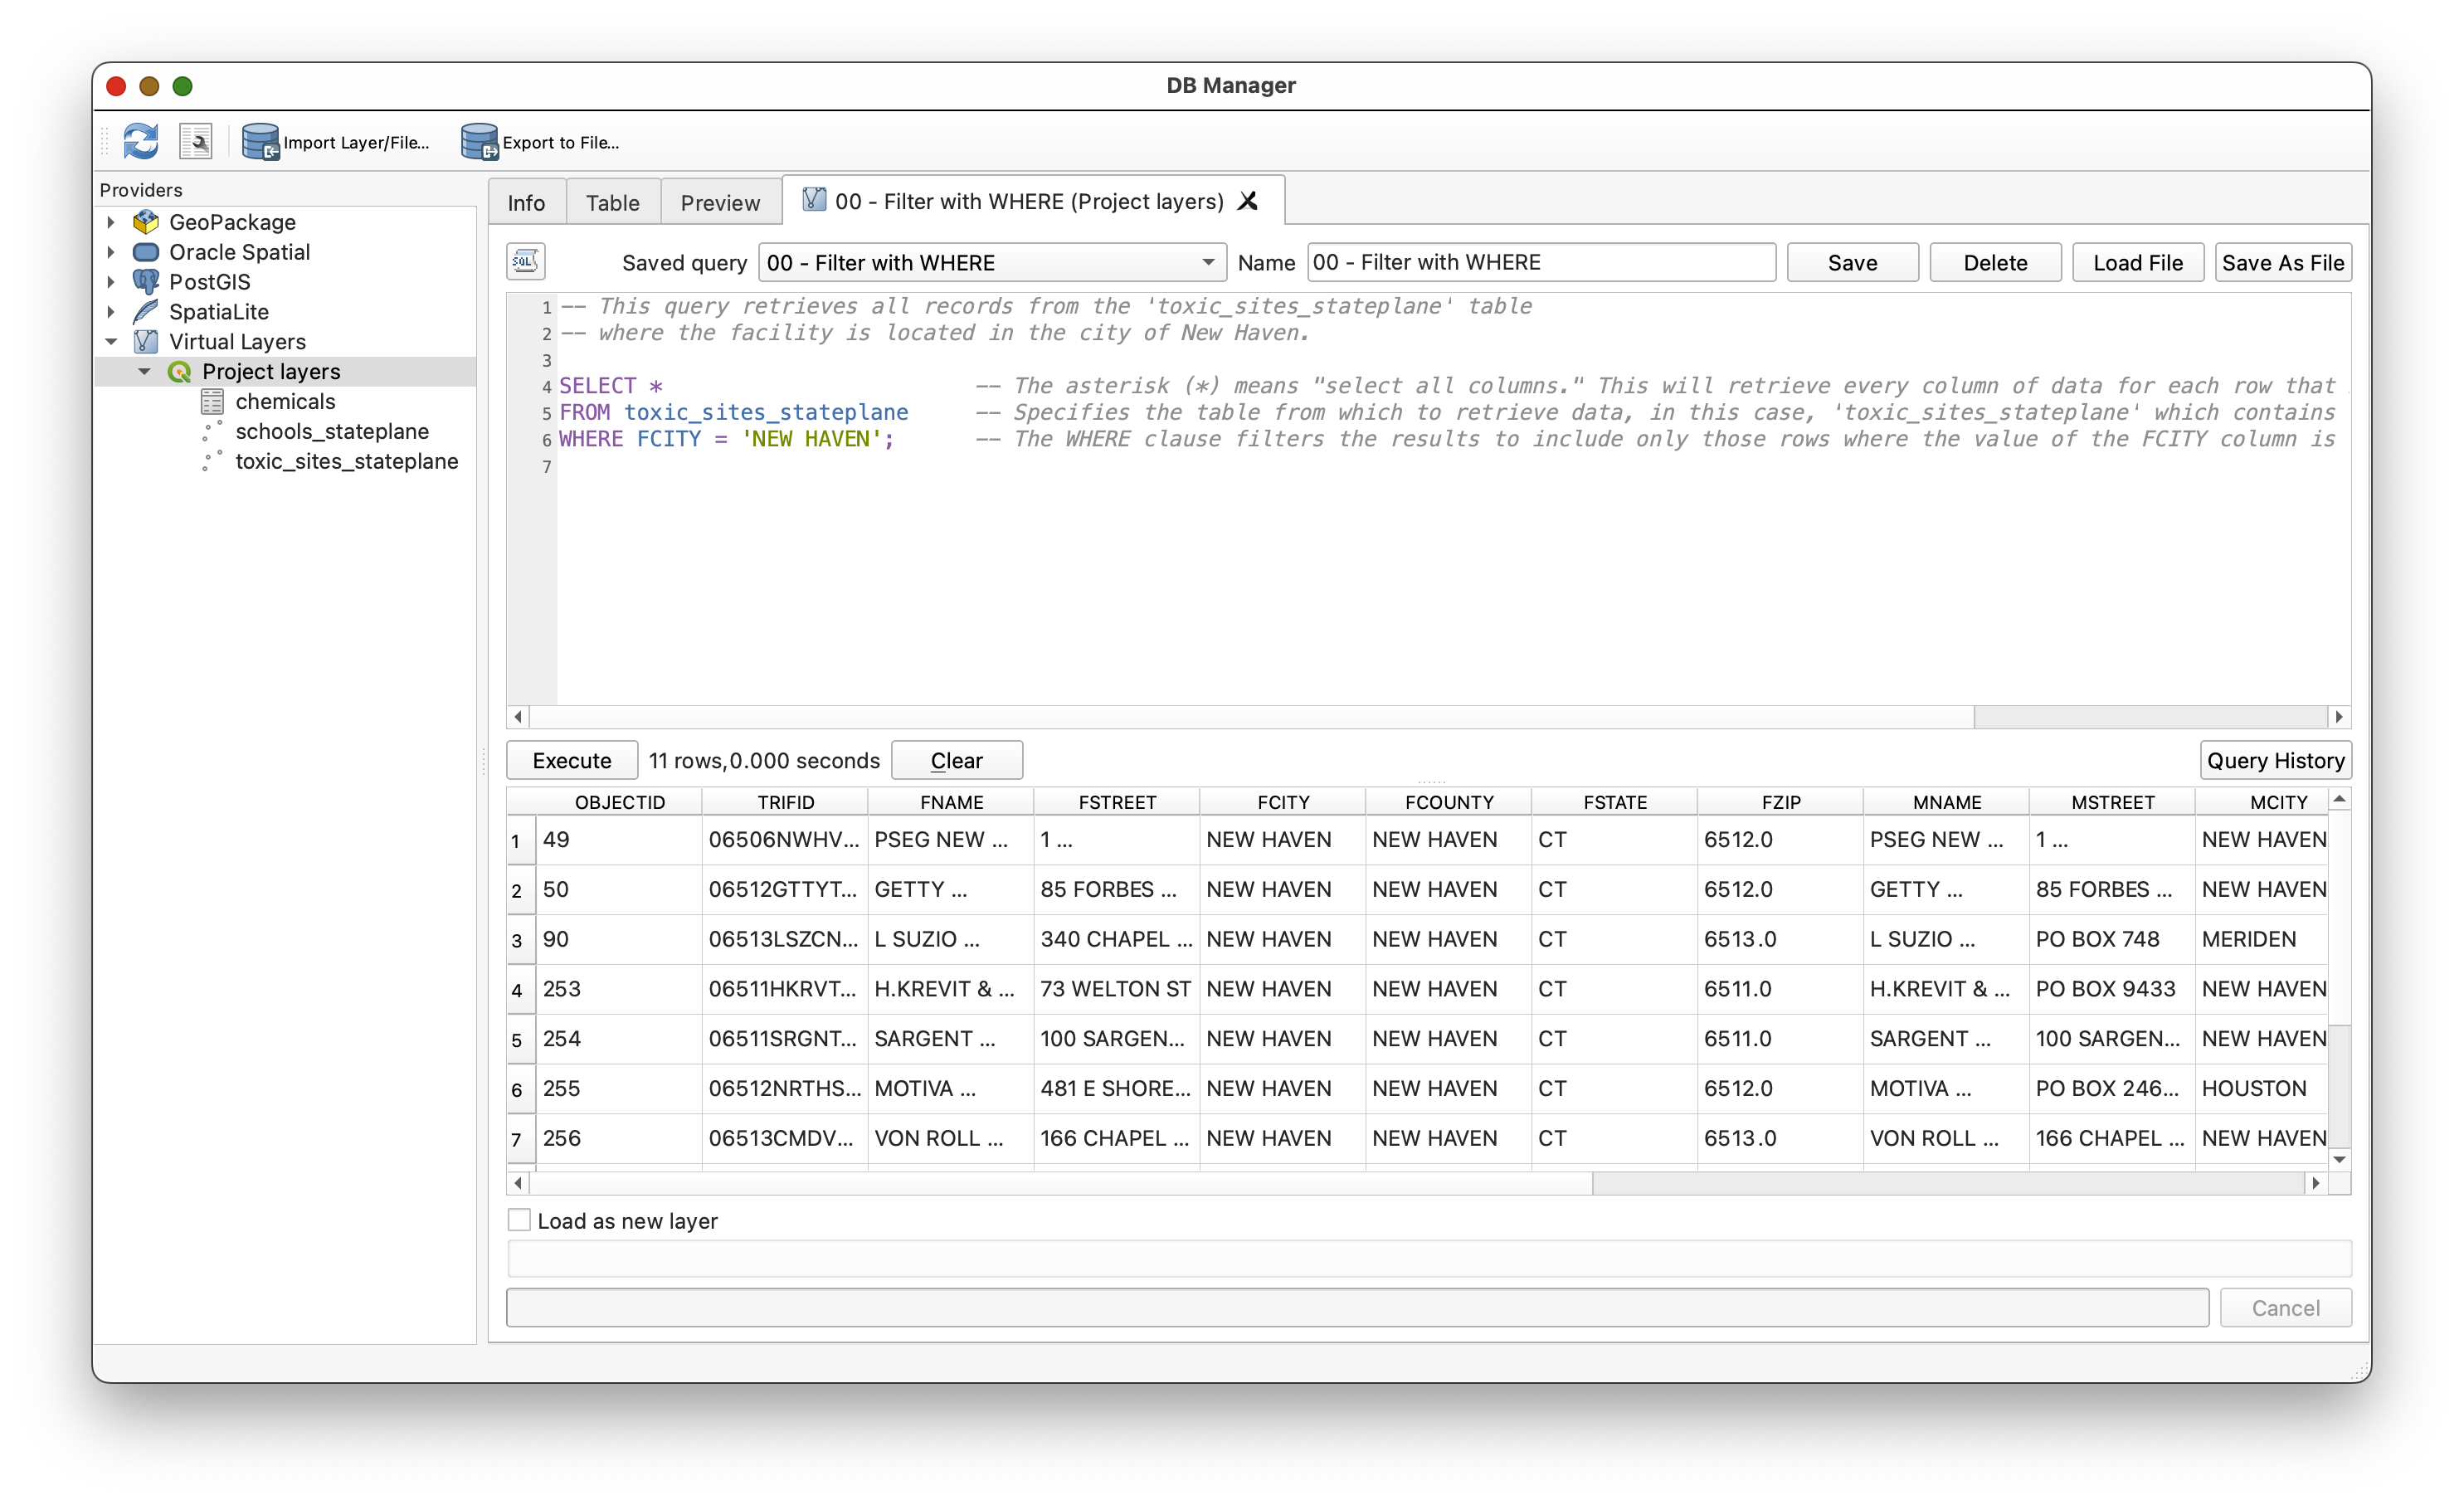 DB Manager
Import Layer/File...
Export to File...
Providers
GeoPackage
Oracle Spatial
PostGIS
SpatiaLite
Virtual Layers
Project layers
chemicals
schools_stateplane
toxic_sites_stateplane
Info Table Preview 00 - Filter with WHERE (Project layers)
SQL Saved query 00 - Filter with WHERE Name 00 - Filter with WHERE Save Delete Load File Save As File
1 -- This query retrieves all records from the 'toxic_sites_stateplane' table
2 -- where the facility is located in the city of New Haven.
3
4 SELECT * -- The asterisk (*) means "select all columns." This will retrieve every column of data for each row that
5 FROM toxic_sites_stateplane -- Specifies the table from which to retrieve data, in this case, 'toxic_sites_stateplane' which contains
6 WHERE FCITY = 'NEW HAVEN'; -- The WHERE clause filters the results to include only those rows where the value of the FCITY column is
7
Execute 11 rows,0.000 seconds Clear Query History
OBJECTID TRIFID FNAME FSTREET FCITY FCOUNTY FSTATE FZIP MNAME MSTREET MCITY
1 49 06506NWHV... PSEG NEW ... 1 ... NEW HAVEN NEW HAVEN CT 6512.0 PSEG NEW ... 1 ... NEW HAVEN
2 50 06512GTTYT... GETTY ... 85 FORBES ... NEW HAVEN NEW HAVEN CT 6512.0 GETTY ... 85 FORBES ... NEW HAVEN
3 90 06513LSZCN... L SUZIO ... 340 CHAPEL ... NEW HAVEN NEW HAVEN CT 6513.0 L SUZIO ... PO BOX 748 MERIDEN
4 253 06511HKRVT... H.KREVIT & ... 73 WELTON ST NEW HAVEN NEW HAVEN CT 6511.0 H.KREVIT & ... PO BOX 9433 NEW HAVEN
5 254 06511SRGNT... SARGENT ... 100 SARGEN... NEW HAVEN NEW HAVEN CT 6511.0 SARGENT ... 100 SARGEN... NEW HAVEN
6 255 06512NRTHS... MOTIVA ... 481 E SHORE... NEW HAVEN NEW HAVEN CT 6512.0 MOTIVA ... PO BOX 246... HOUSTON
7 256 06513CMDV... VON ROLL ... 166 CHAPEL ... NEW HAVEN NEW HAVEN CT 6513.0 VON ROLL ... 166 CHAPEL ... NEW HAVEN
Load as new layer
Cancel